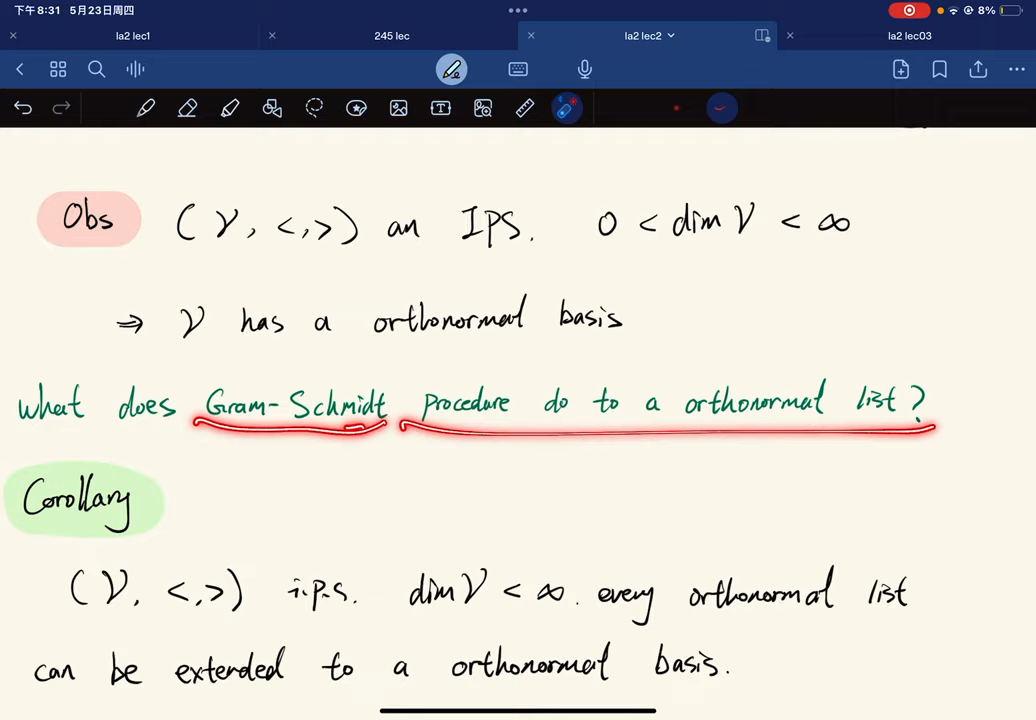 下午8:31 5月23日周四
8%
la2 lec1
245 lec
la2 lec2
la2 lec03
Obs (V, <,>) an IPS. 0 < dim V < ∞
⇒ V has a orthonormal basis
What does Gram-Schmidt procedure do to a orthonormal list?
Corollary
(V, <,>) i.p.s. dim V < ∞. every orthonormal list
can be extended to a orthonormal basis.